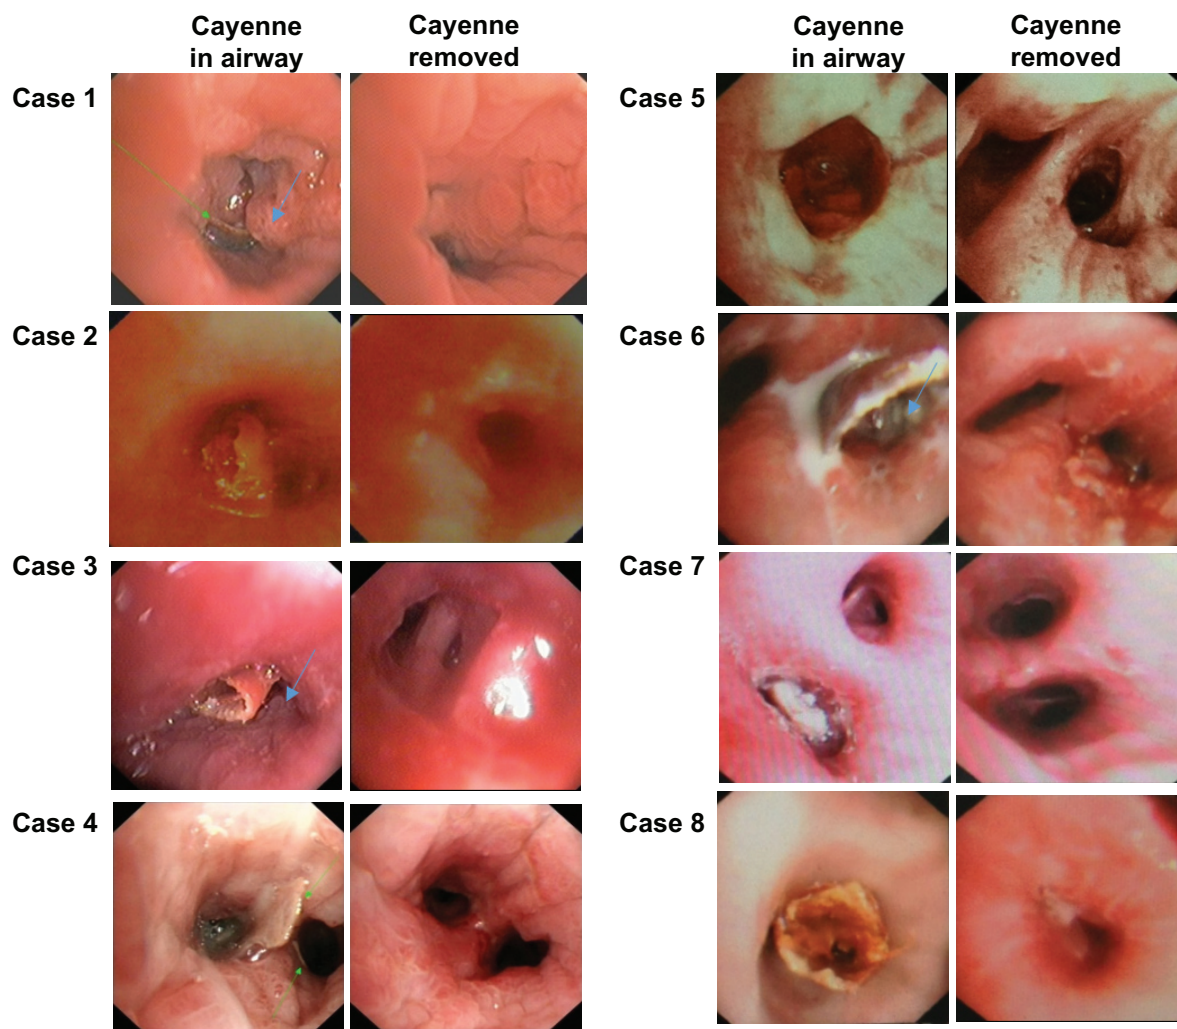 Cayenne
in airway
Cayenne
removed
Cayenne
in airway
Cayenne
removed
Case 1
Case 5
Case 2
Case 6
Case 3
Case 7
Case 4
Case 8